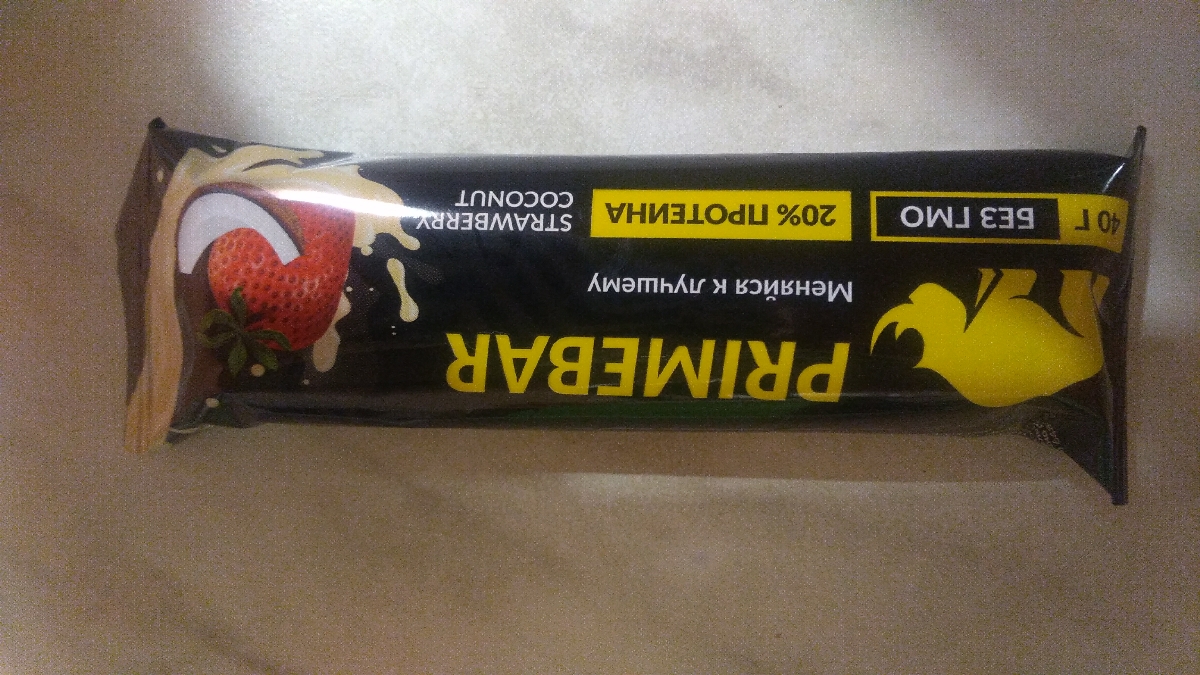 PRIMEBAR
Меняйся к лучшему
40 Г
БЕЗ ГМО
20% ПРОТЕИНА
STRAWBERRY
COCONUT